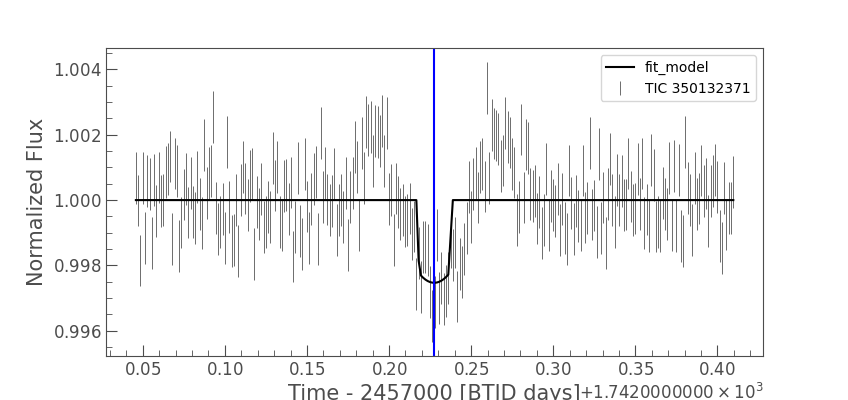 fit_model
TIC 350132371
Normalized Flux
1.004
1.002
1.000
0.998
0.996
0.05 0.10 0.15 0.20 0.25 0.30 0.35 0.40
Time - 2457000 [BTJD days]
+1.7420000000 × 10³